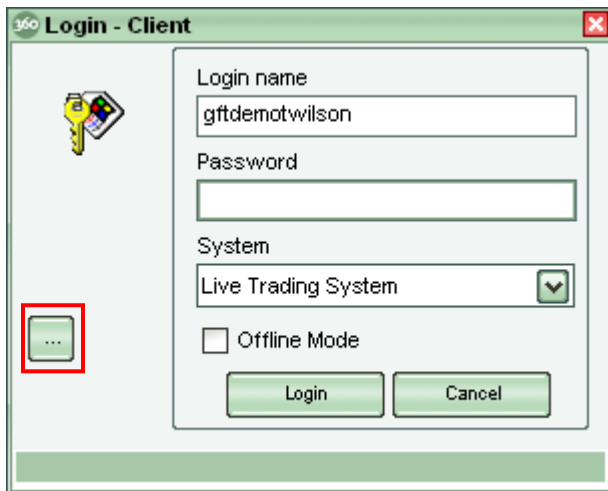 360 Login - Client
Login name
gftdemotwilson
Password
System
Live Trading System
...
Offline Mode
Login
Cancel